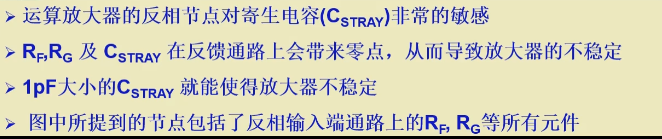 ➢ 运算放大器的反相节点对寄生电容(CSTRAY)非常的敏感
➢ RF,RG 及 CSTRAY 在反馈通路上会带来零点，从而导致放大器的不稳定
➢ 1pF大小的CSTRAY 就能使得放大器不稳定
➢ 图中所提到的节点包括了反相输入端通路上的RF, RG等所有元件